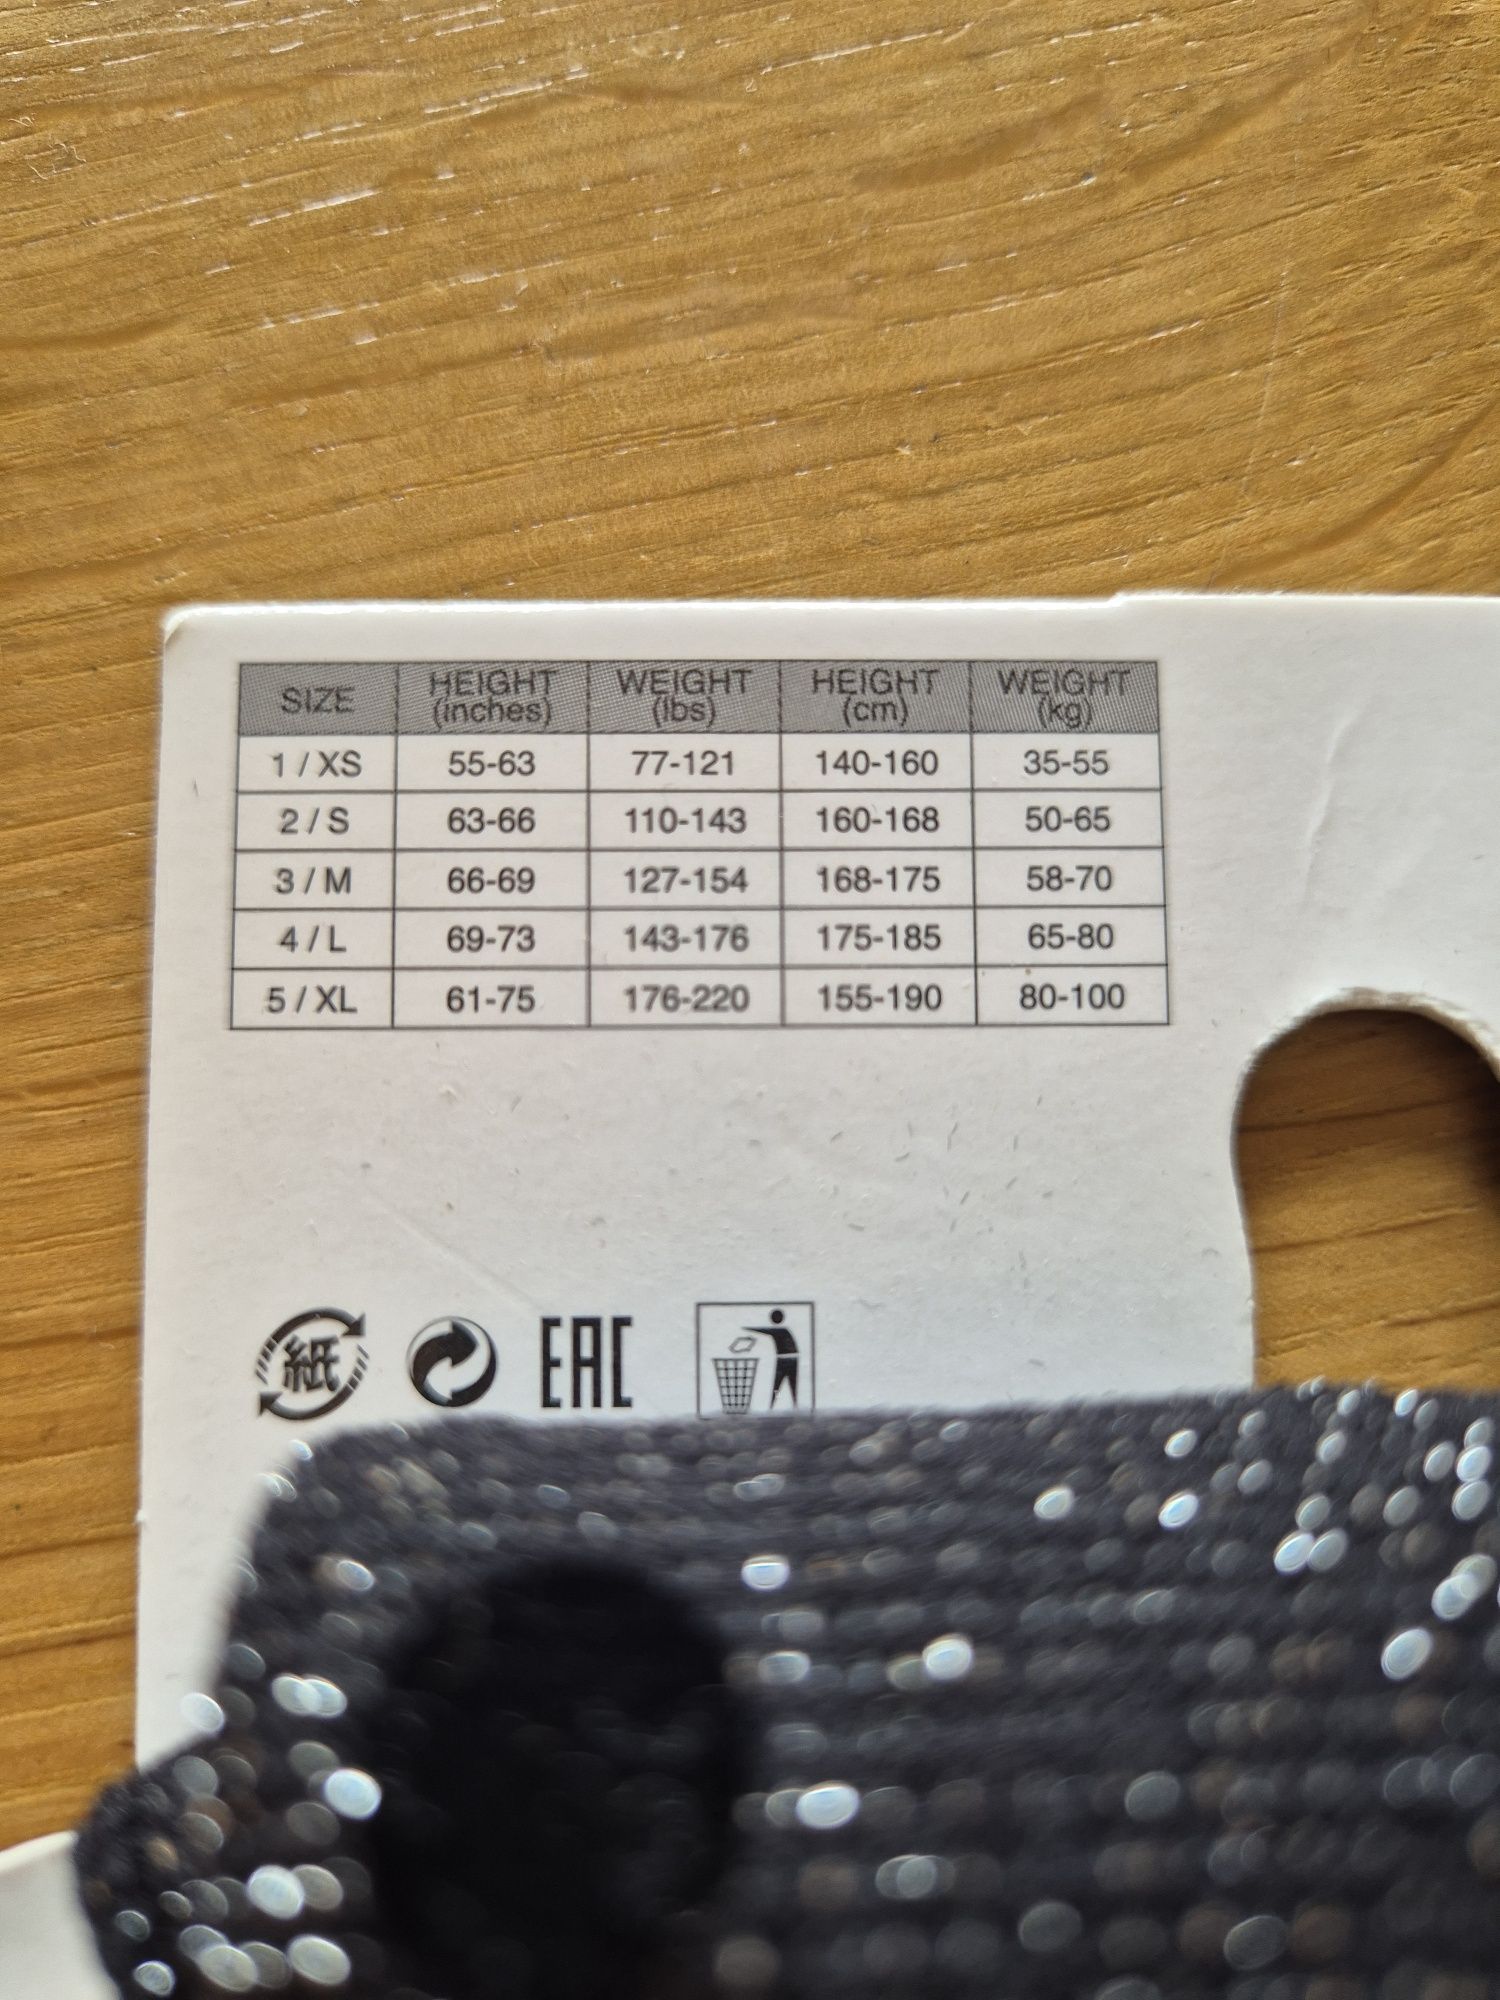 SIZE HEIGHT (inches) WEIGHT (lbs) HEIGHT (cm) WEIGHT (kg)
1 / XS 55-63 77-121 140-160 35-55
2 / S 63-66 110-143 160-168 50-65
3 / M 66-69 127-154 168-175 58-70
4 / L 69-73 143-176 175-185 65-80
5 / XL 61-75 176-220 155-190 80-100
紙 EAC